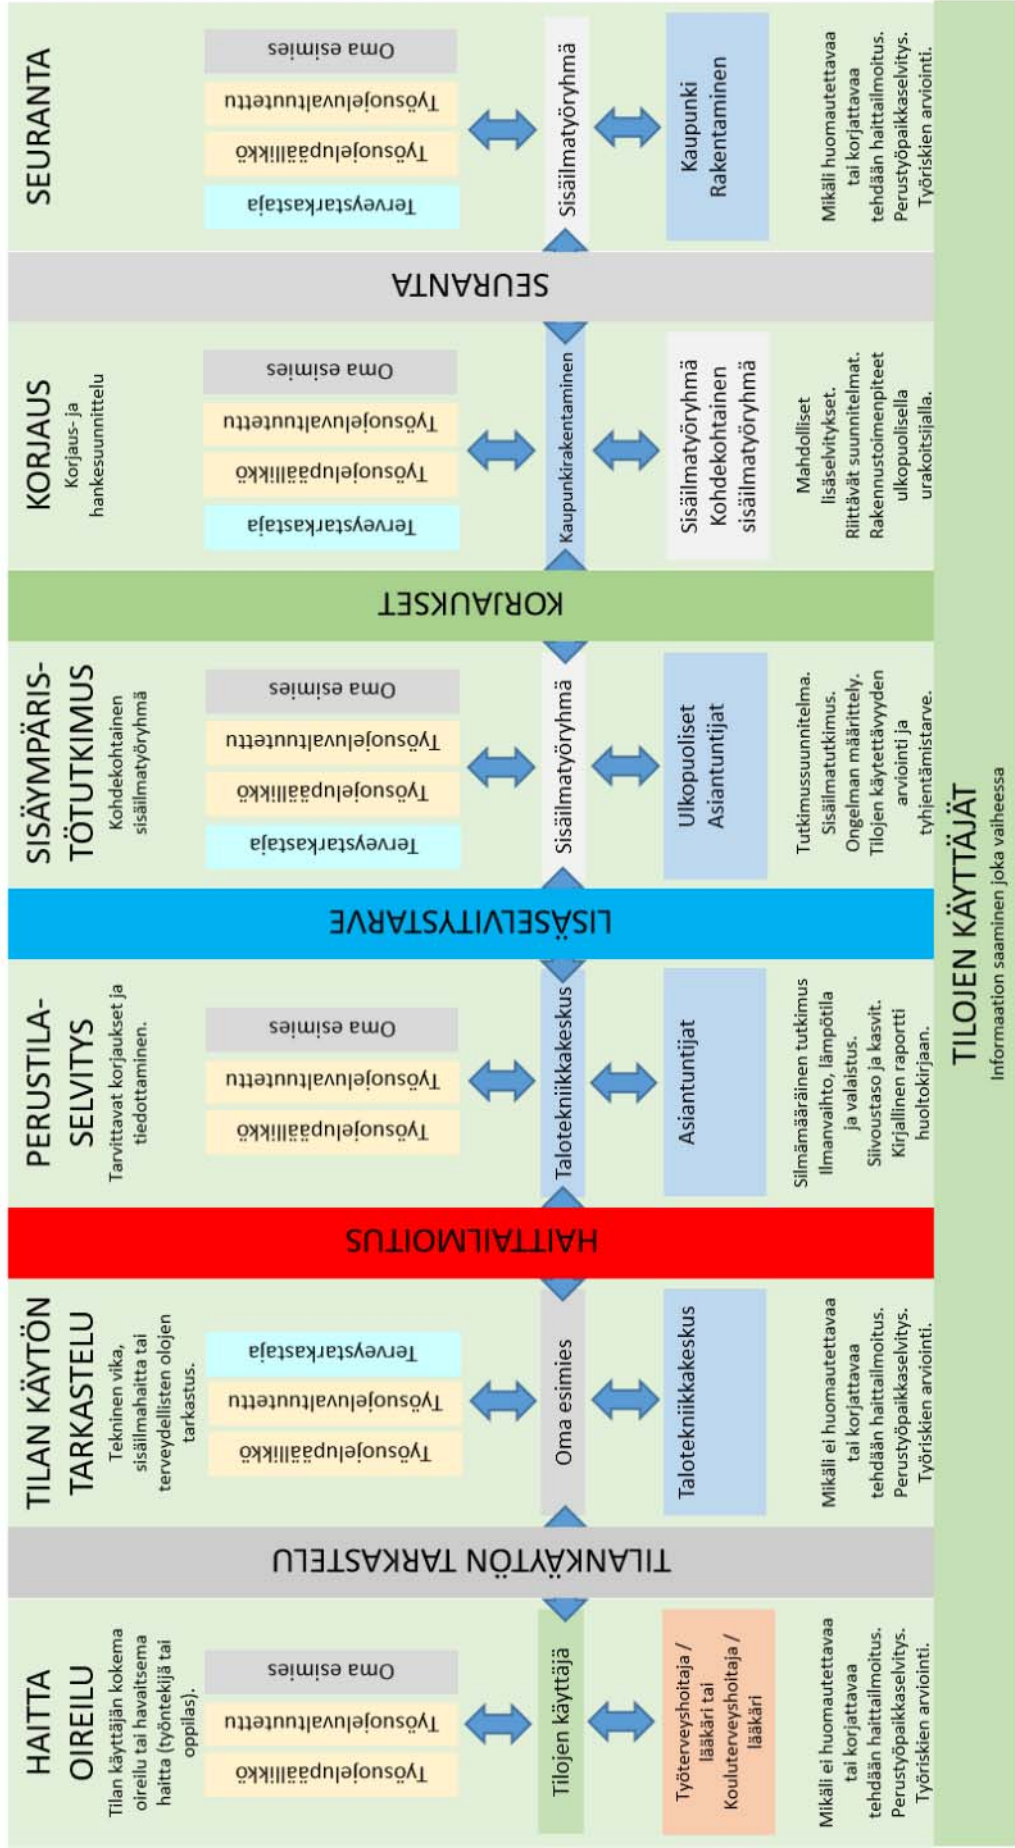 HAITTA
OIREILU
Tilan käyttäjän kokema
oireilu tai havaitsema
haitta (työntekijä tai
oppilas).
Työsuojelupäällikkö
Työsuojeluvaltuutettu
Oma esimies
Tilojen käyttäjä
Työterveyshoitaja /
lääkäri tai
Kouluterveyshoitaja /
lääkäri
Mikäli ei huomautettavaa
tai korjattavaa
tehdään haittailmoitus.
Perustyöpaikkaselvitys.
Työriskien arviointi.
TILANKÄYTÖN TARKASTELU
TILAN KÄYTÖN
TARKASTELU
Tekninen vika,
sisäilmahaitta tai
terveydellisten olojen
tarkastus.
Työsuojelupäällikkö
Työsuojeluvaltuutettu
Terveystarkastaja
Oma esimies
Talotekniikkakeskus
Mikäli ei huomautettavaa
tai korjattavaa
tehdään haittailmoitus.
Perustyöpaikkaselvitys.
Työriskien arviointi.
HAITTAILMOITUS
PERUSTILA-
SELVITYS
Tarvittavat korjaukset ja
tiedottaminen.
Työsuojelupäällikkö
Työsuojeluvaltuutettu
Oma esimies
Talotekniikkakeskus
Asiantuntijat
Silmämääräinen tutkimus
Ilmanvaihto, lämpötila
ja valaistus.
Siivoustaso ja kasvit.
Kirjallinen raportti
huoltokirjaan.
LISÄSELVITYSTARVE
SISÄYMPÄRIS-
TÖTUTKIMUS
Kohdekohtainen
sisäilmatyöryhmä
Terveystarkastaja
Työsuojelupäällikkö
Työsuojeluvaltuutettu
Oma esimies
Sisäilmatyöryhmä
Ulkopuoliset
Asiantuntijat
Tutkimussuunnitelma.
Sisäilmatutkimus.
Ongelman määrittely.
Tilojen käytettävyyden
arviointi ja
tyhjentämistarve.
KORJAUKSET
KORJAUS
Korjaus- ja
hankesuunnittelu
Terveystarkastaja
Työsuojelupäällikkö
Työsuojeluvaltuutettu
Oma esimies
Kaupunkirakentaminen
Sisäilmatyöryhmä
Kohdekohtainen
sisäilmatyöryhmä
Mahdolliset
lisäselvitykset.
Riittävät suunnitelmat.
Rakennustoimenpiteet
ulkopuolisella
urakoitsijalla.
SEURANTA
SEURANTA
Terveystarkastaja
Työsuojelupäällikkö
Työsuojeluvaltuutettu
Oma esimies
Sisäilmatyöryhmä
Kaupunki
Rakentaminen
Mikäli huomautettavaa
tai korjattavaa
tehdään haittailmoitus.
Perustyöpaikkaselvitys.
Työriskien arviointi.
TILOJEN KÄYTTÄJÄT
Informaation saaminen joka vaiheessa